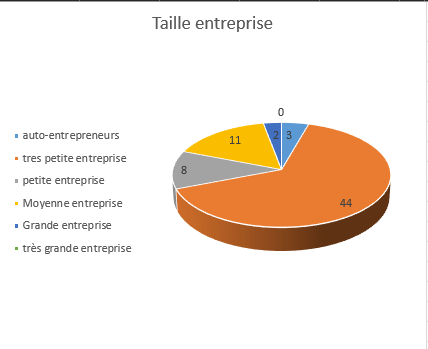 Taille entreprise
0
2
3
11
8
44
auto-entrepreneurs
tres petite entreprise
petite entreprise
Moyenne entreprise
Grande entreprise
très grande entreprise